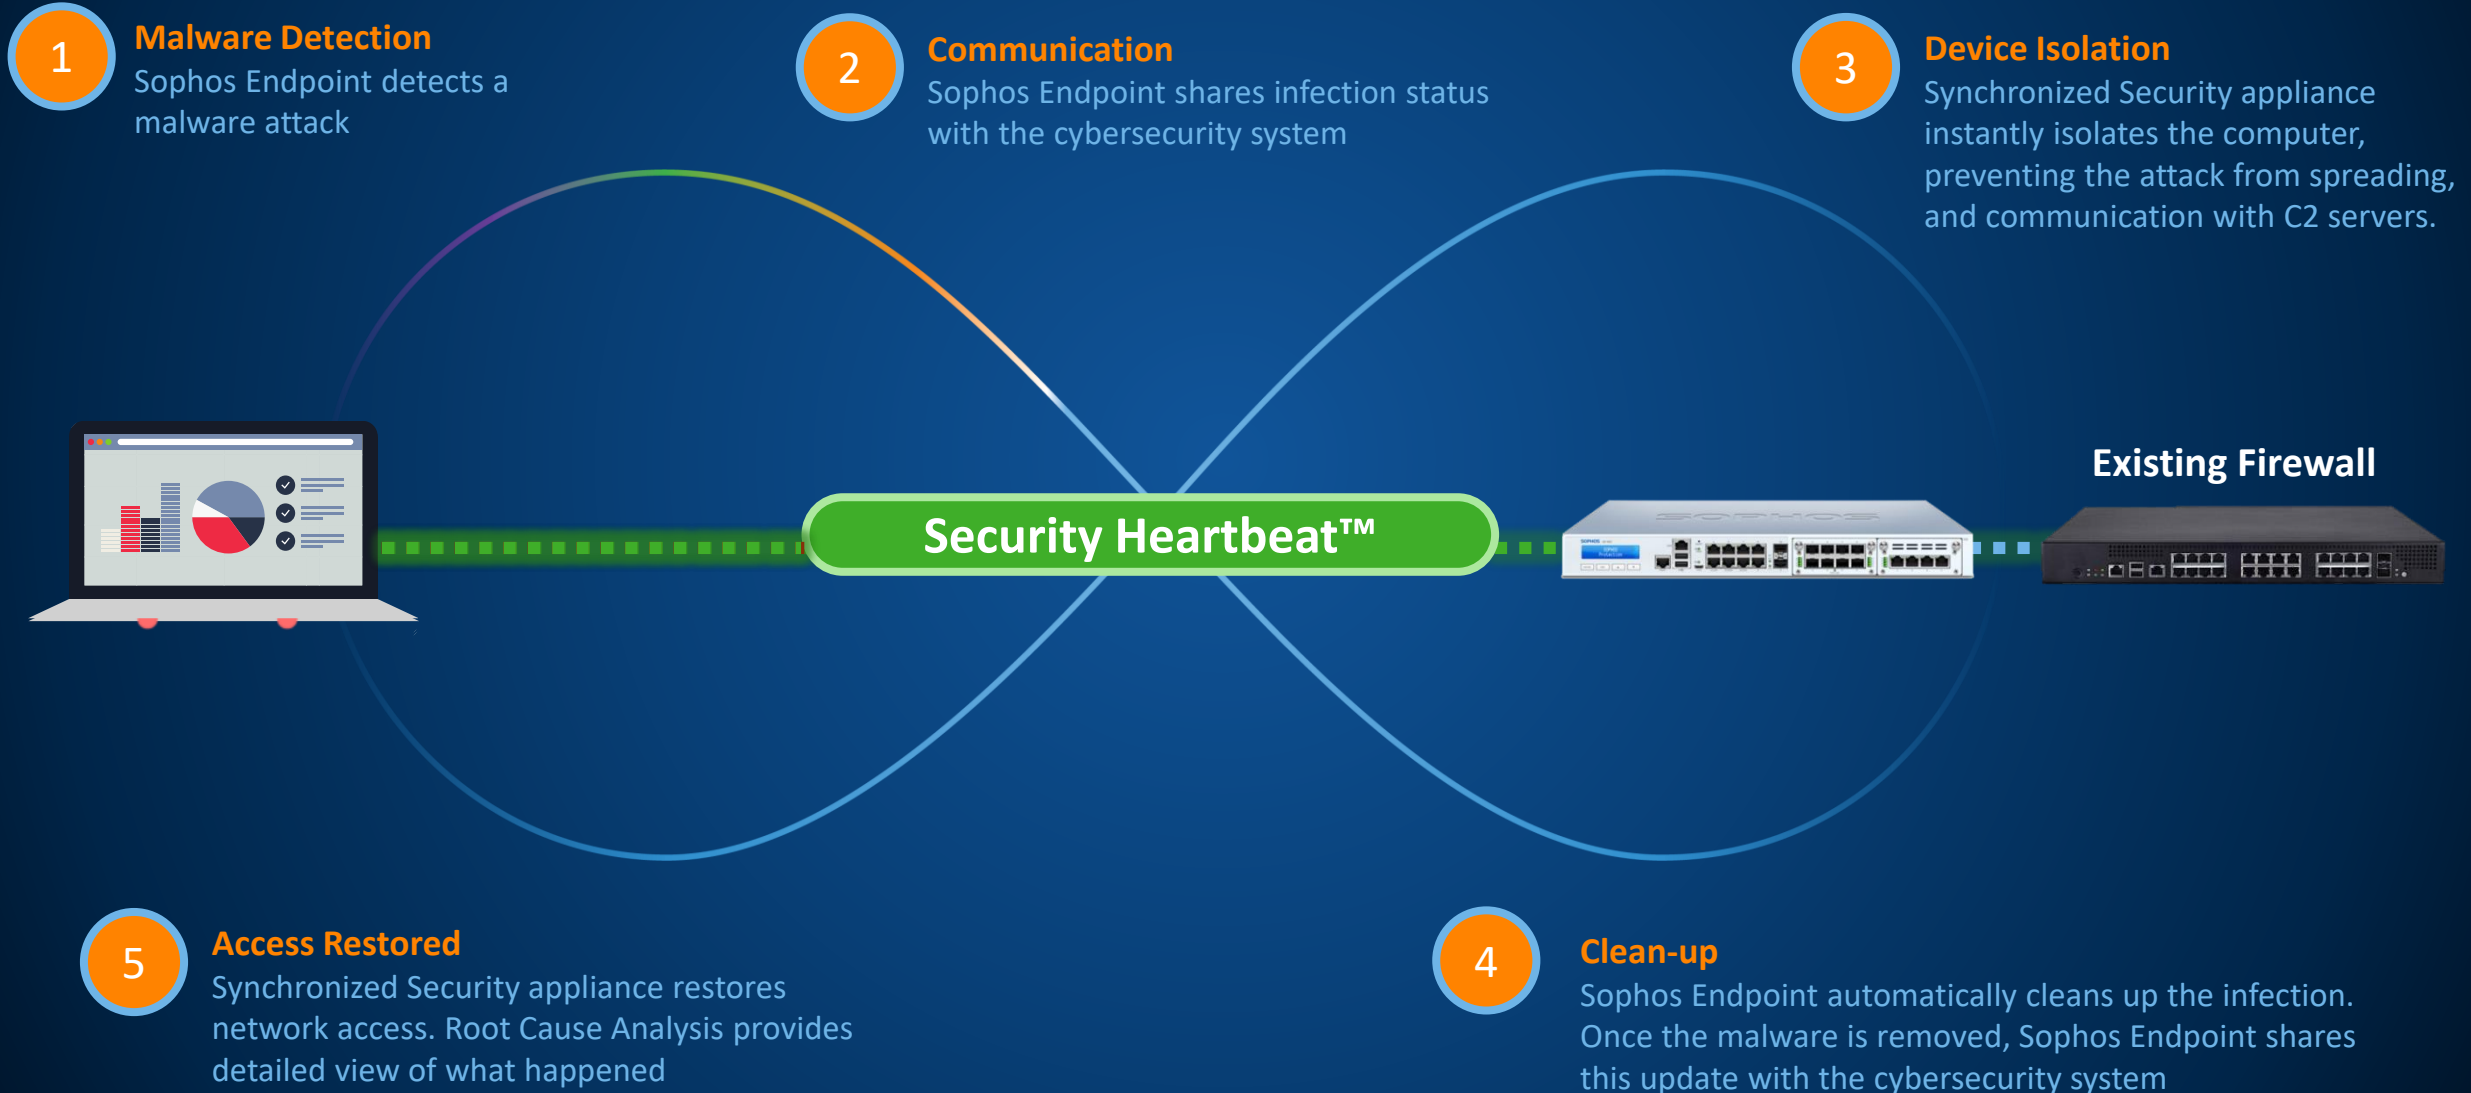 1
Malware Detection
Sophos Endpoint detects a
malware attack
2
Communication
Sophos Endpoint shares infection status
with the cybersecurity system
3
Device Isolation
Synchronized Security appliance
instantly isolates the computer,
preventing the attack from spreading,
and communication with C2 servers.
Security Heartbeat™
SOPHOS
SOPHOS
Existing Firewall
4
Clean-up
Sophos Endpoint automatically cleans up the infection.
Once the malware is removed, Sophos Endpoint shares
this update with the cybersecurity system
5
Access Restored
Synchronized Security appliance restores
network access. Root Cause Analysis provides
detailed view of what happened